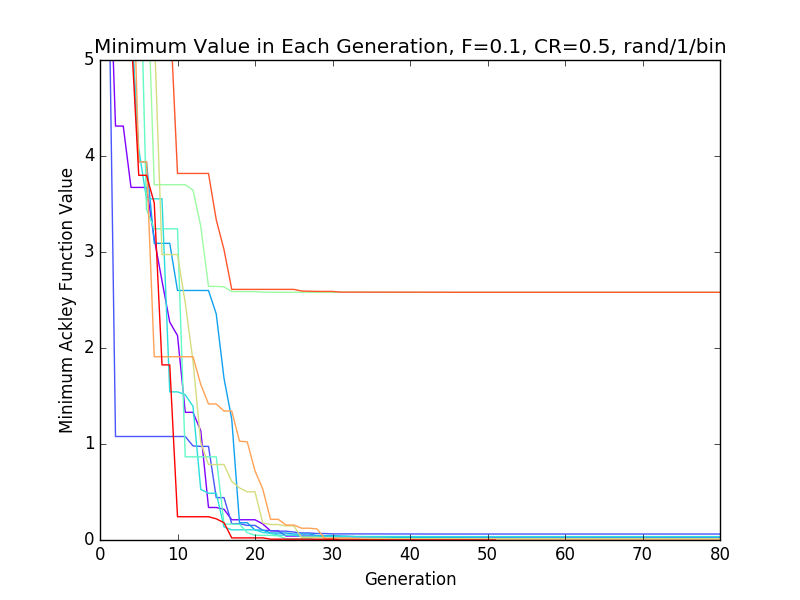 Minimum Value in Each Generation, F=0.1, CR=0.5, rand/1/bin
Minimum Ackley Function Value
5
4
3
2
1
0
0 10 20 30 40 50 60 70 80
Generation